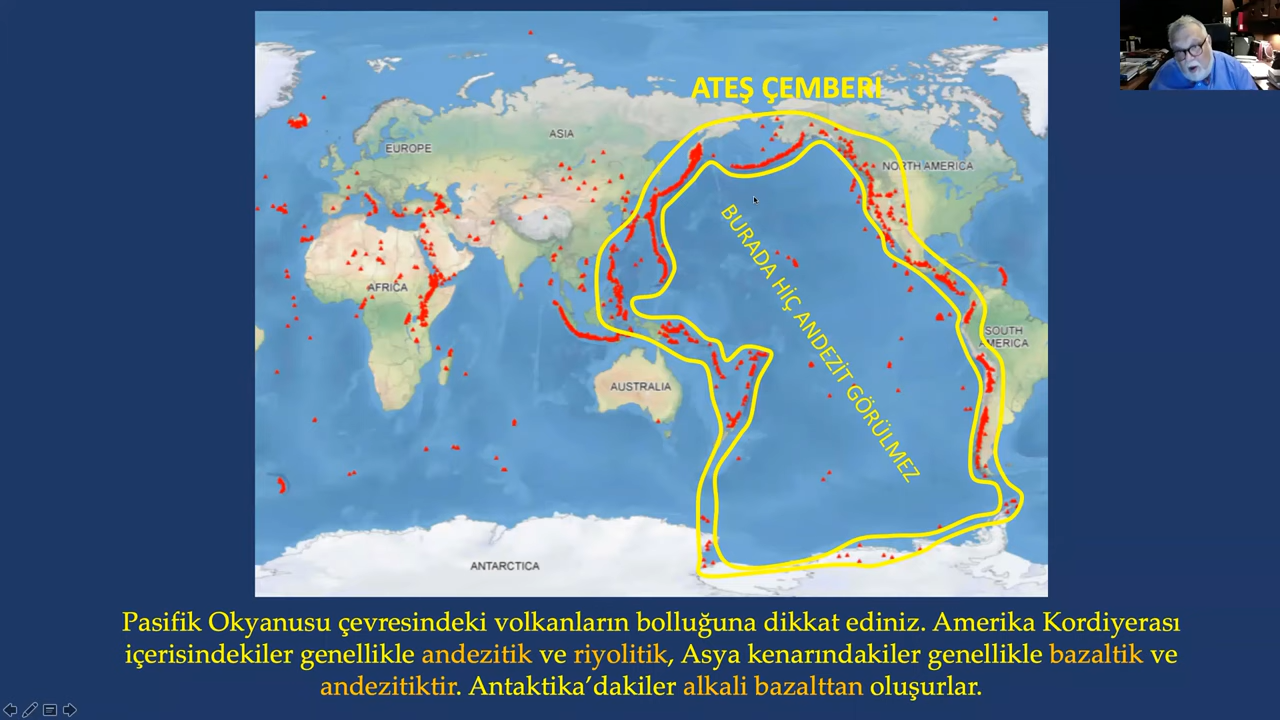 ATEŞ ÇEMBERİ
ASIA
EUROPE
NORTH AMERICA
BURADA HİÇ ANDEZİT GÖRÜLMEZ
AFRICA
SOUTH
AMERICA
AUSTRALIA
ANTARCTICA
Pasifik Okyanusu çevresindeki volkanların bolluğuna dikkat ediniz. Amerika Kordiyerası
içerisindekiler genellikle andezitik ve riyolitik, Asya kenarındakiler genellikle bazaltik ve
andezitiktir. Antaktika’dakiler alkali bazalttan oluşurlar.